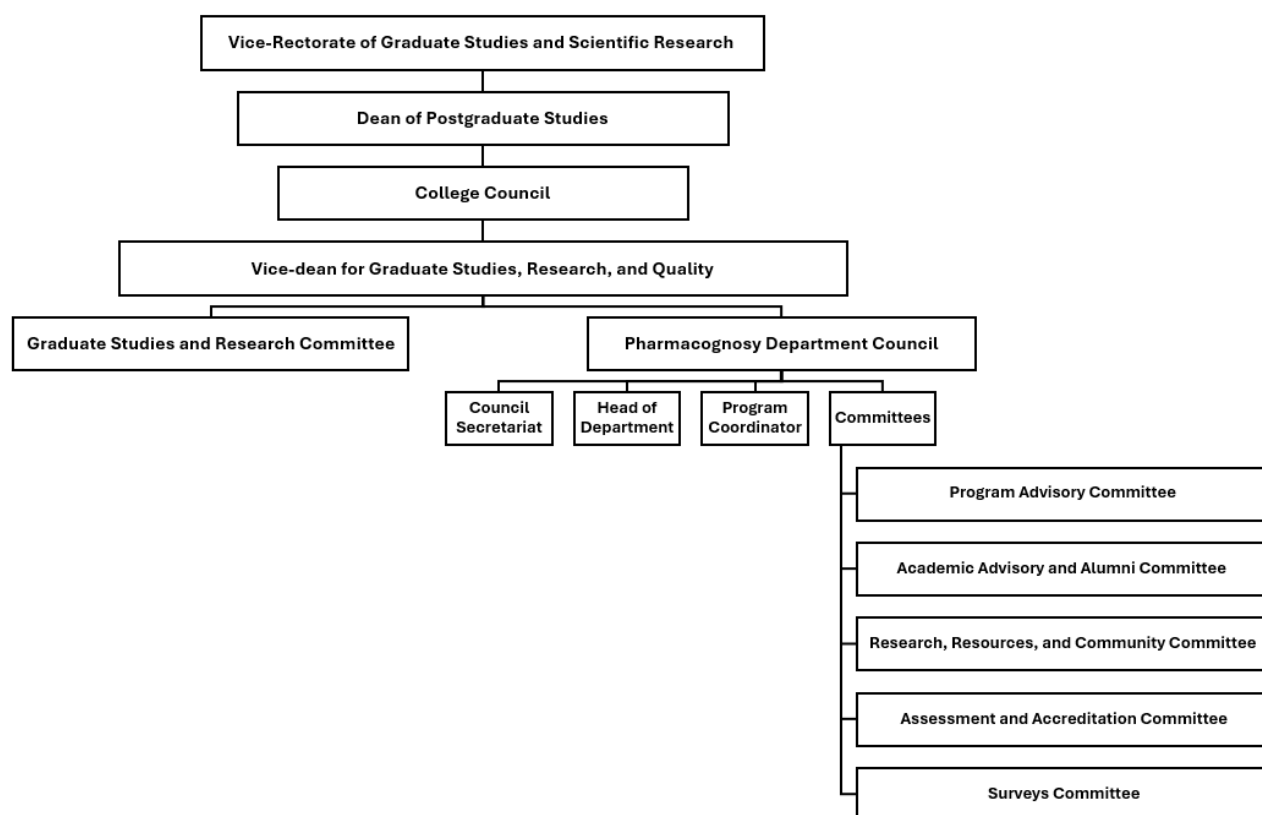 Vice-Rectorate of Graduate Studies and Scientific Research
Dean of Postgraduate Studies
College Council
Vice-dean for Graduate Studies, Research, and Quality
Graduate Studies and Research Committee
Pharmacognosy Department Council
Council
Secretariat
Head of
Department
Program
Coordinator
Committees
Program Advisory Committee
Academic Advisory and Alumni Committee
Research, Resources, and Community Committee
Assessment and Accreditation Committee
Surveys Committee